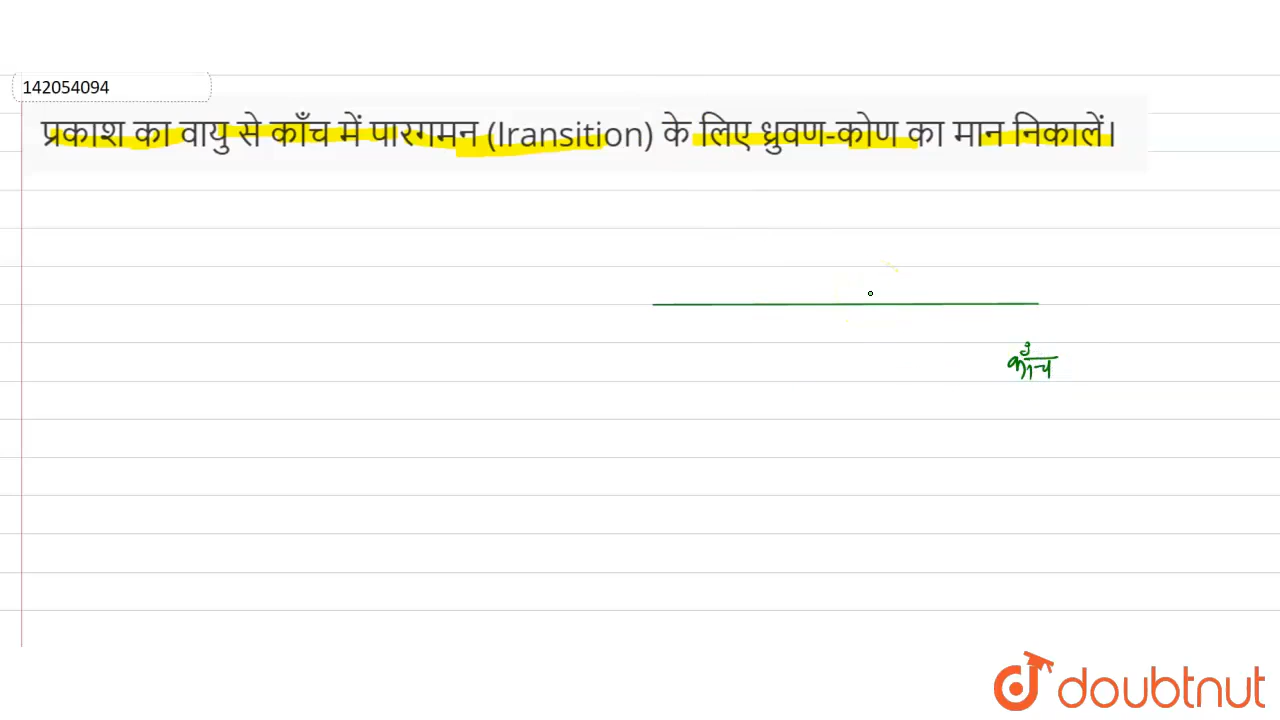 142054094
प्रकाश का वायु से काँच में पारगमन (Iransition) के लिए ध्रुवण-कोण का मान निकालें।
काँच
doubtnut